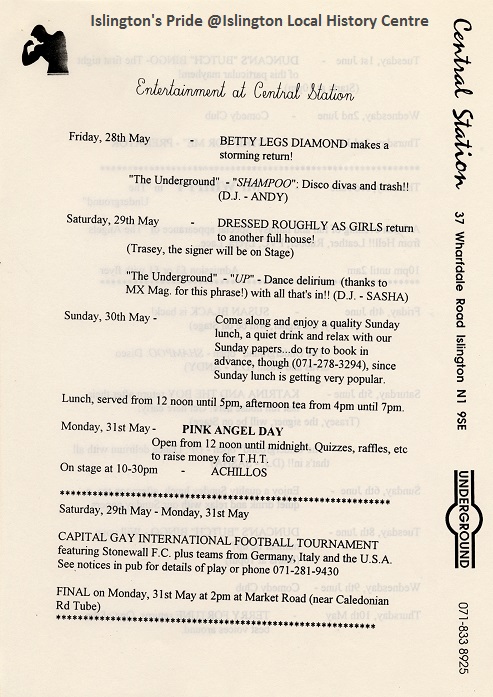 Islington's Pride @Islington Local History Centre
Entertainment at Central Station
Friday, 28th May - BETTY LEGS DIAMOND makes a
storming return!
"The Underground" - "SHAMPOO": Disco divas and trash!!
(D.J. - ANDY)
Saturday, 29th May - DRESSED ROUGHLY AS GIRLS return
to another full house!
(Trasey, the signer will be on Stage)
"The Underground" - "UP" - Dance delirium (thanks to
MX Mag. for this phrase!) with all that's in!! (D.J. - SASHA)
Sunday, 30th May - Come along and enjoy a quality Sunday
lunch, a quiet drink and relax with our
Sunday papers...do try to book in
advance, though (071-278-3294), since
Sunday lunch is getting very popular.
Lunch, served from 12 noon until 5pm, afternoon tea from 4pm until 7pm.
Monday, 31st May - PINK ANGEL DAY
Open from 12 noon until midnight. Quizzes, raffles, etc
to raise money for T.H.T.
On stage at 10-30pm - ACHILLOS
Saturday, 29th May - Monday, 31st May
CAPITAL GAY INTERNATIONAL FOOTBALL TOURNAMENT
featuring Stonewall F.C. plus teams from Germany, Italy and the U.S.A.
See notices in pub for details of play or phone 071-281-9430
FINAL on Monday, 31st May at 2pm at Market Road (near Caledonian
Rd Tube)
Central Station
37 Wharfdale Road Islington N1 9SE
UNDERGROUND
071-833 8925